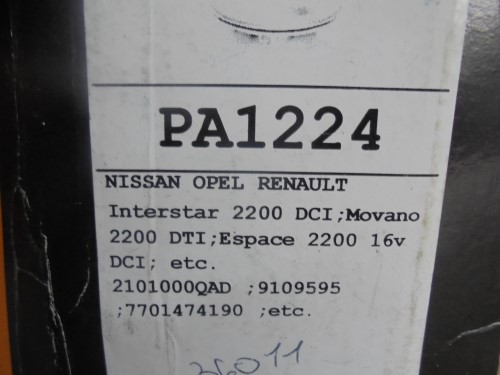 PA1224
NISSAN OPEL RENAULT
Interstar 2200 DCI;Movano
2200 DTI;Espace 2200 16v
DCI; etc.
2101000QAD ;9109595
;7701474190 ;etc.
36011